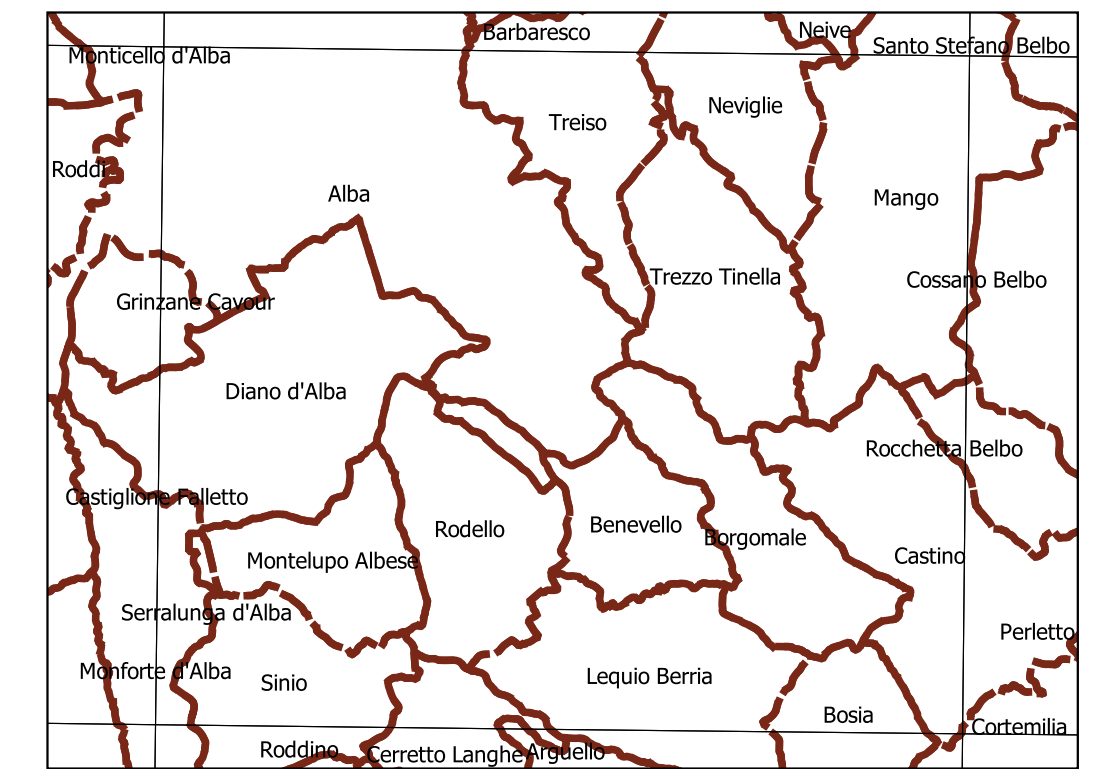 Barbaresco
Neive
Santo Stefano Belbo
Monticello d'Alba
Neviglie
Treiso
Roddi
Alba
Mango
Trezzo Tinella
Cossano Belbo
Grinzane Cavour
Diano d'Alba
Rocchetta Belbo
Castiglione Falletto
Benevello
Rodello
Borgomale
Castino
Montelupo Albese
Serralunga d'Alba
Perletto
Monforte d'Alba
Lequio Berria
Sinio
Bosia
Cortemilia
Roddino
Cerretto Langhe
Arguello